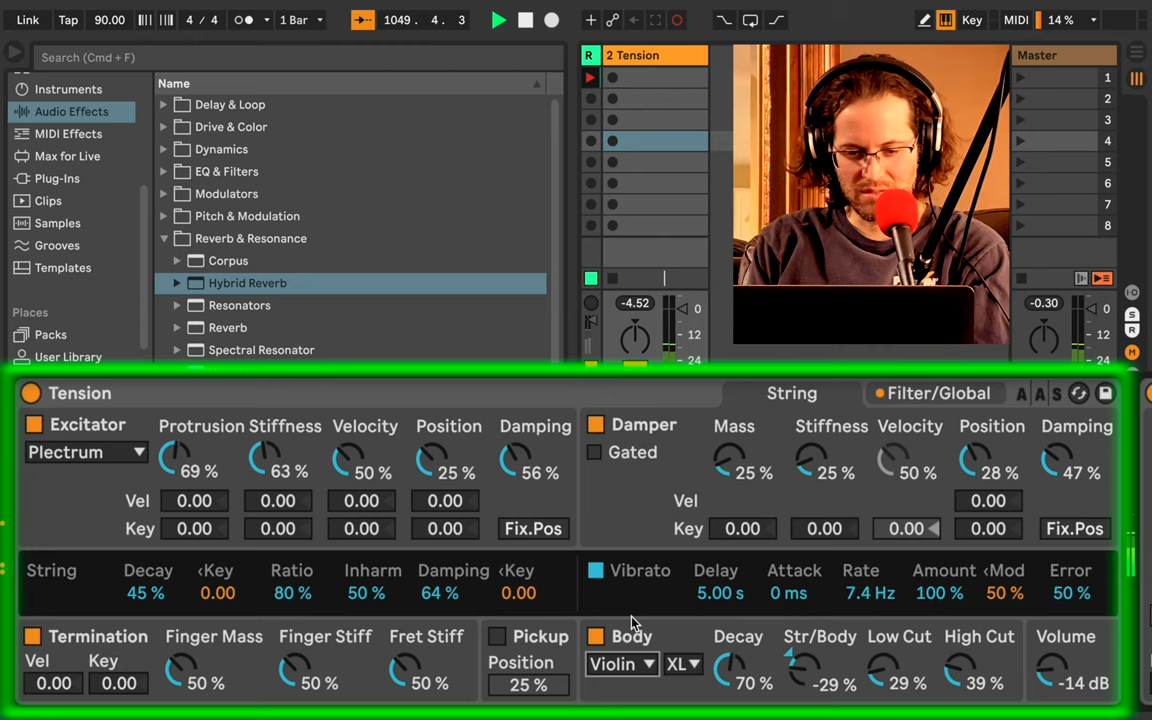 Link Tap 90.00 4 / 4 1 Bar 1049. 4. 3 Key MIDI 14 %
Search (Cmd + F)
Instruments
Audio Effects
MIDI Effects
Max for Live
Plug-Ins
Clips
Samples
Grooves
Templates
Places
Packs
User Library
Name
Delay & Loop
Drive & Color
Dynamics
EQ & Filters
Modulators
Pitch & Modulation
Reverb & Resonance
Corpus
Hybrid Reverb
Resonators
Reverb
Spectral Resonator
R 2 Tension
-4.52
0
12
24
Master
1
2
3
4
5
6
7
8
-0.30
0
12
24
I-O
S
R
M
Tension String Filter/Global A A S
Excitator Protrusion Stiffness Velocity Position Damping
Plectrum 69 % 63 % 50 % 25 % 56 %
Vel 0.00 0.00 0.00 0.00
Key 0.00 0.00 0.00 0.00 Fix.Pos
Damper Mass Stiffness Velocity Position Damping
Gated 25 % 25 % 50 % 28 % 47 %
Vel 0.00
Key 0.00 0.00 0.00 0.00 Fix.Pos
String Decay ‹Key Ratio Inharm Damping ‹Key
45 % 0.00 80 % 50 % 64 % 0.00
Vibrato Delay Attack Rate Amount ‹Mod Error
5.00 s 0 ms 7.4 Hz 100 % 50 % 50 %
Termination Finger Mass Finger Stiff Fret Stiff
Vel Key
0.00 0.00 50 % 50 % 50 %
Pickup
Position
25 %
Body Decay Str/Body Low Cut High Cut Volume
Violin XL 70 % -29 % 29 % 39 % -14 dB